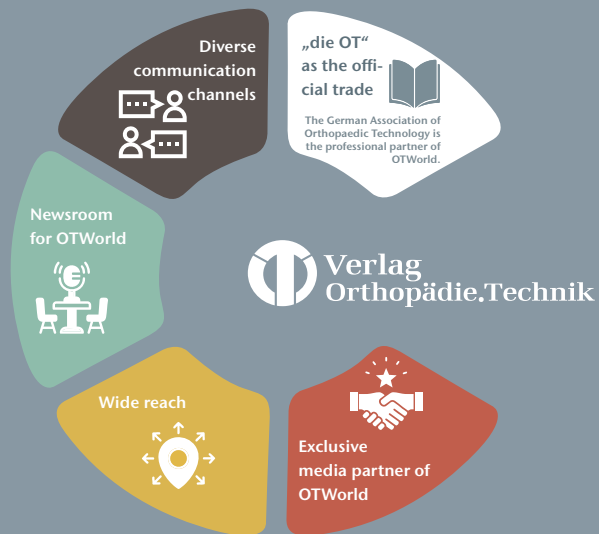 Diverse
communication
channels
„die OT“
as the offi-
cial trade
The German Association of
Orthopaedic Technology is
the professional partner of
OTWorld.
Newsroom
for OTWorld
Verlag
Orthopädie.Technik
Wide reach
Exclusive
media partner of
OTWorld